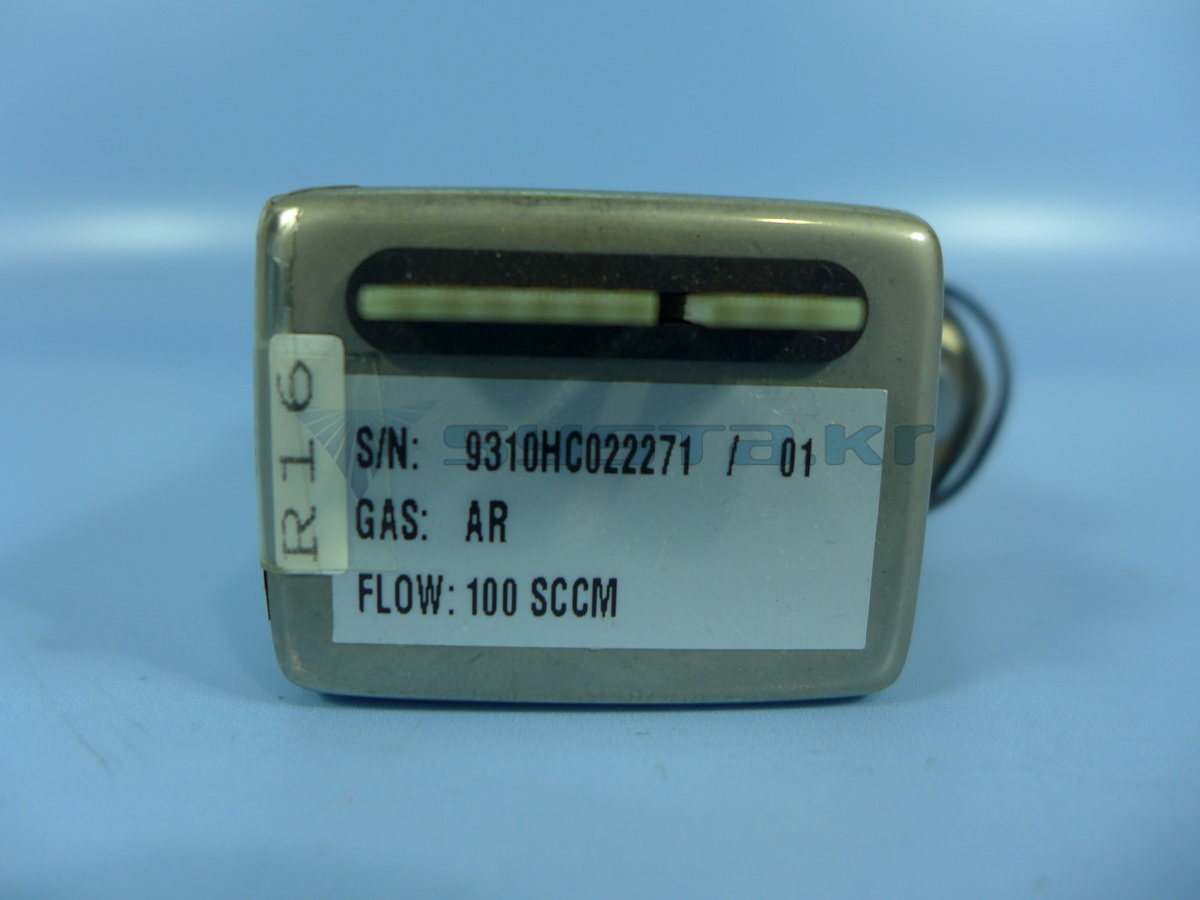 R16
S/N: 9310HC022271 / 01
GAS: AR
FLOW: 100 SCCM